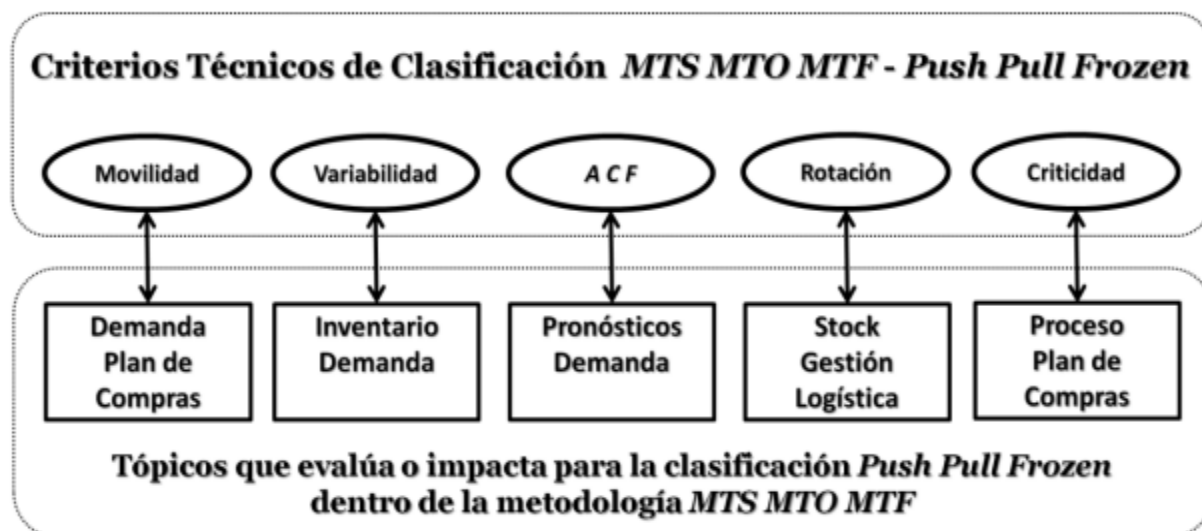 Criterios Técnicos de Clasificación MTS MTO MTF - Push Pull Frozen
Movilidad
Variabilidad
A C F
Rotación
Criticidad
Demanda
Plan de
Compras
Inventario
Demanda
Pronósticos
Demanda
Stock
Gestión
Logística
Proceso
Plan de
Compras
Tópicos que evalúa o impacta para la clasificación Push Pull Frozen
dentro de la metodología MTS MTO MTF